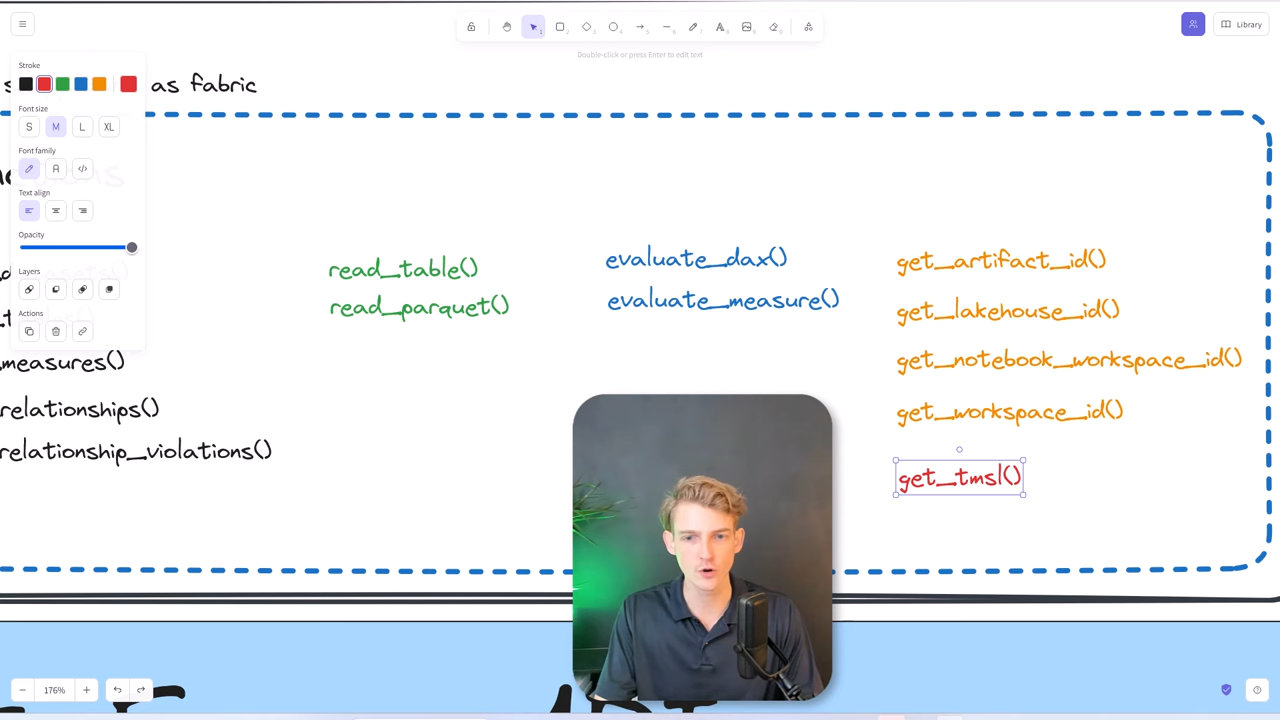 Library
Double-click or press Enter to edit text
Stroke
as fabric
Font size
S M L XL
Font family
Text align
Opacity
Layers
Actions
measures()
relationships()
relationship_violations()
read_table()
read_parquet()
evaluate_dax()
evaluate_measure()
get_artifact_id()
get_lakehouse_id()
get_notebook_workspace_id()
get_workspace_id()
get_tmsl()
176%